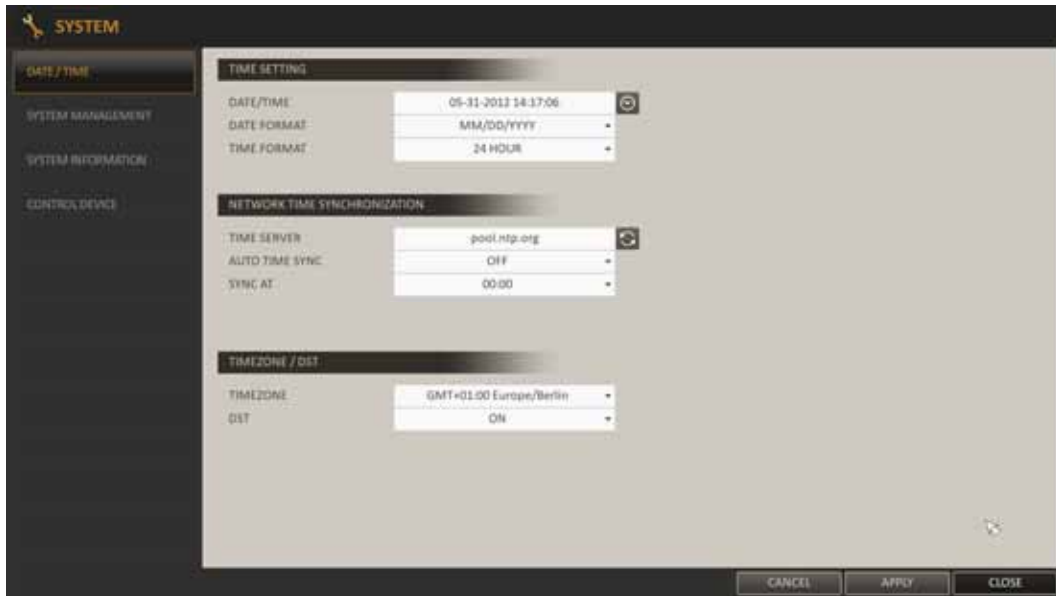 SYSTEM
DATE / TIME
SYSTEM MANAGEMENT
SYSTEM INFORMATION
CONTROL DEVICE
TIME SETTING
DATE/TIME 05-31-2012 14:17:06
DATE FORMAT MM/DD/YYYY
TIME FORMAT 24 HOUR
NETWORK TIME SYNCHRONIZATION
TIME SERVER pool.ntp.org
AUTO TIME SYNC OFF
SYNC AT 00:00
TIMEZONE / DST
TIMEZONE GMT+01:00 Europe/Berlin
DST ON
CANCEL APPLY CLOSE